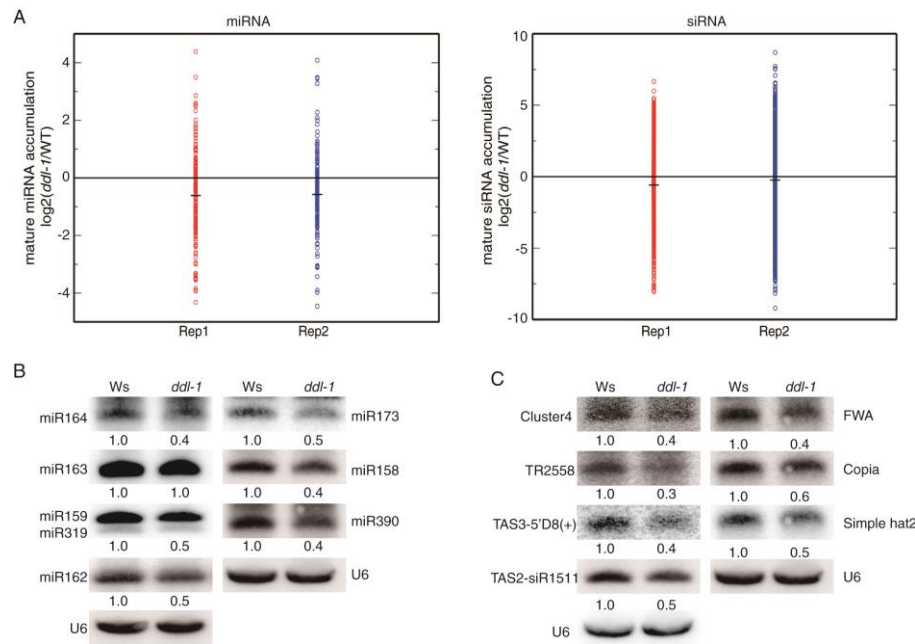 A
miRNA
mature miRNA accumulation
log2(ddl-1/WT)
4
2
0
-2
-4
Rep1 Rep2
siRNA
mature siRNA accumulation
log2(ddl-1/WT)
10
5
0
-5
-10
Rep1 Rep2
B
Ws ddl-1 Ws ddl-1
miR164 miR173
1.0 0.4 1.0 0.5
miR163 miR158
1.0 1.0 1.0 0.4
miR159
miR319 miR390
1.0 0.5 1.0 0.4
miR162 U6
1.0 0.5
U6
C
Ws ddl-1 Ws ddl-1
Cluster4 FWA
1.0 0.4 1.0 0.4
TR2558 Copia
1.0 0.3 1.0 0.6
TAS3-5'D8(+) Simple hat2
1.0 0.4 1.0 0.5
TAS2-siR1511 U6
1.0 0.5
U6